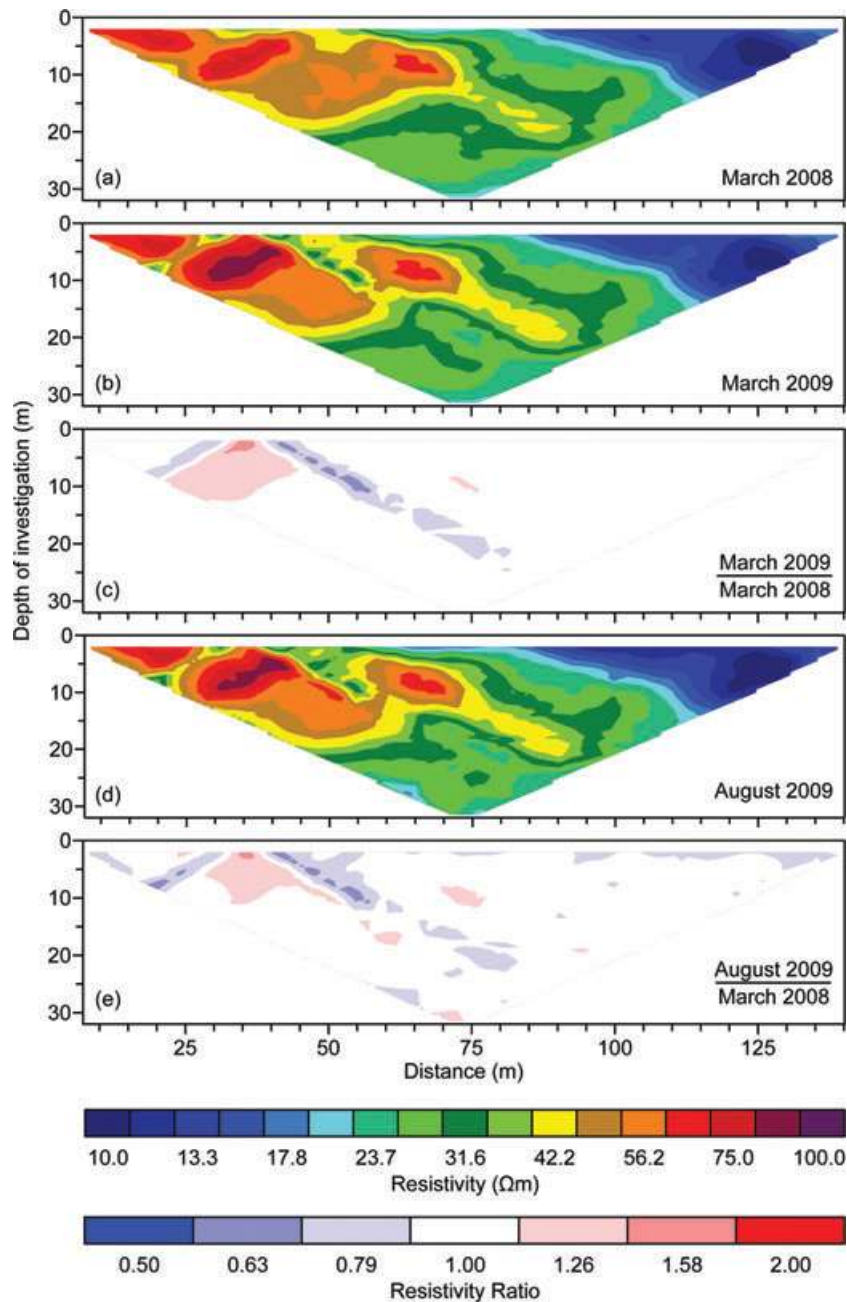 0
10
20
30
(a)
March 2008
0
10
20
30
(b)
March 2009
Depth of investigation (m)
0
10
20
30
(c)
March 2009
March 2008
0
10
20
30
(d)
August 2009
0
10
20
30
(e)
August 2009
March 2008
25 50 75 100 125
Distance (m)
10.0 13.3 17.8 23.7 31.6 42.2 56.2 75.0 100.0
Resistivity (Ωm)
0.50 0.63 0.79 1.00 1.26 1.58 2.00
Resistivity Ratio